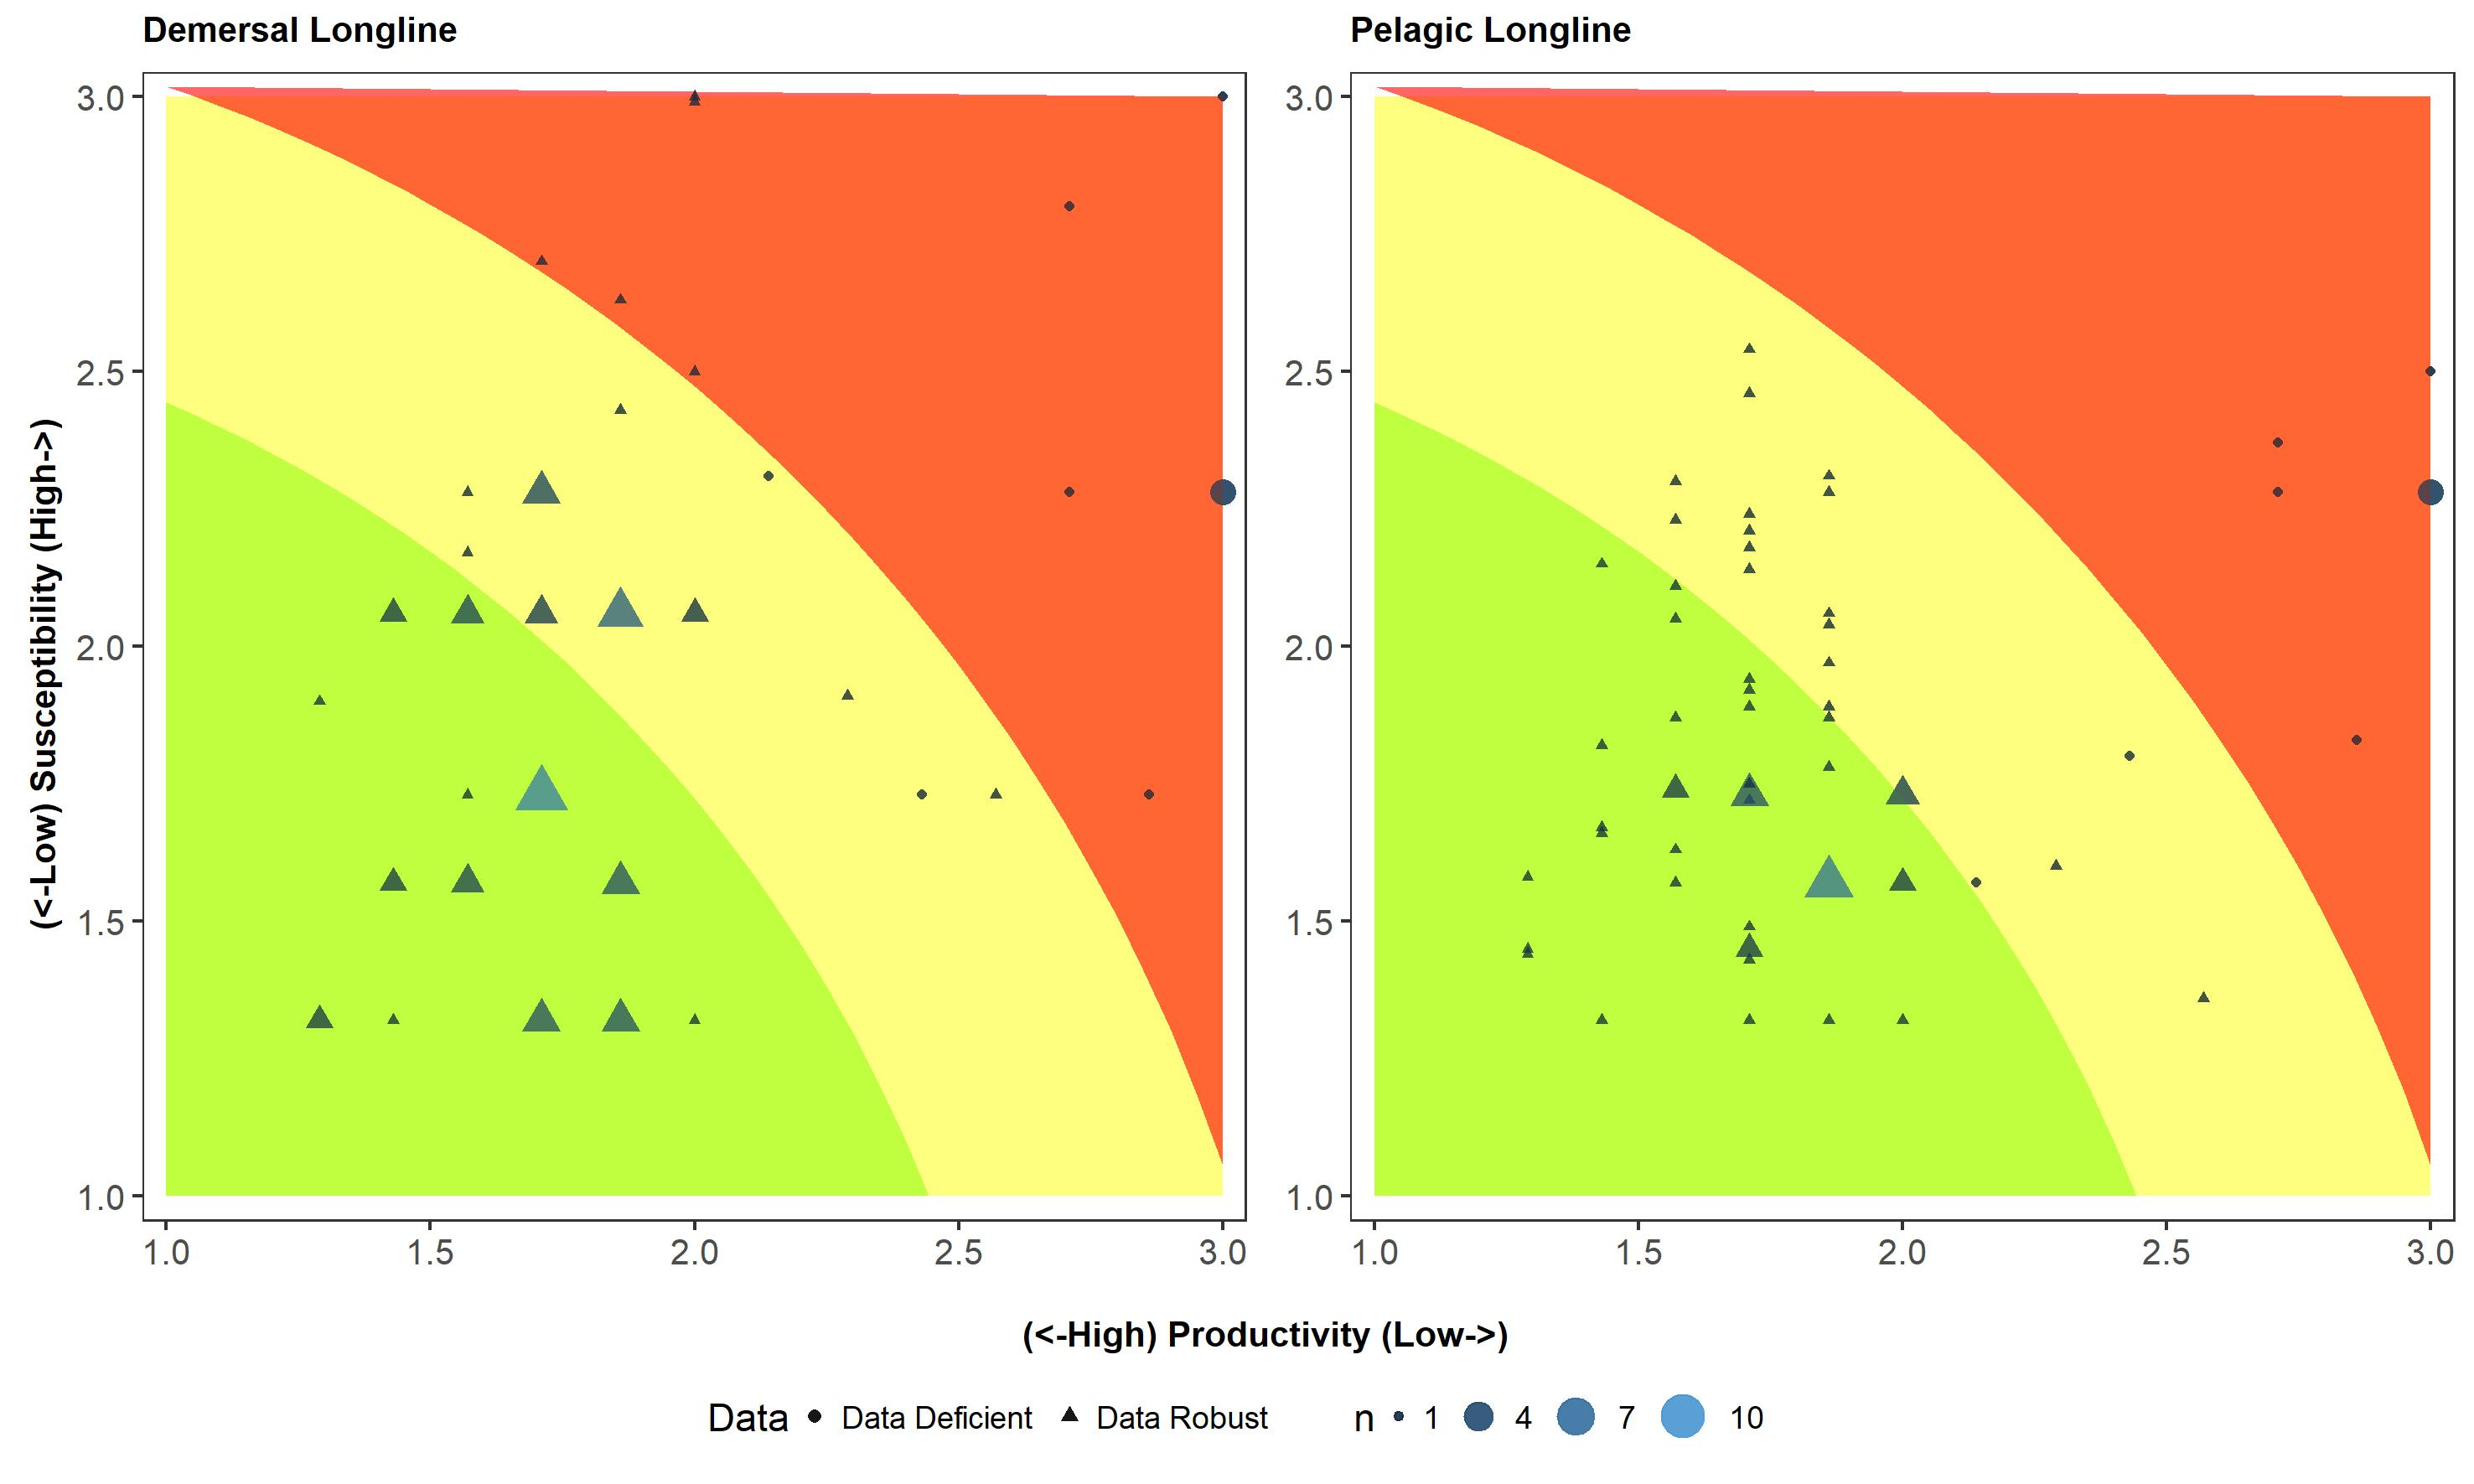 Demersal Longline
Pelagic Longline
(<-Low) Susceptibility (High->)
3.0
2.5
2.0
1.5
1.0
1.0 1.5 2.0 2.5 3.0
3.0
2.5
2.0
1.5
1.0
1.0 1.5 2.0 2.5 3.0
(<-High) Productivity (Low->)
Data Data Deficient Data Robust n 1 4 7 10